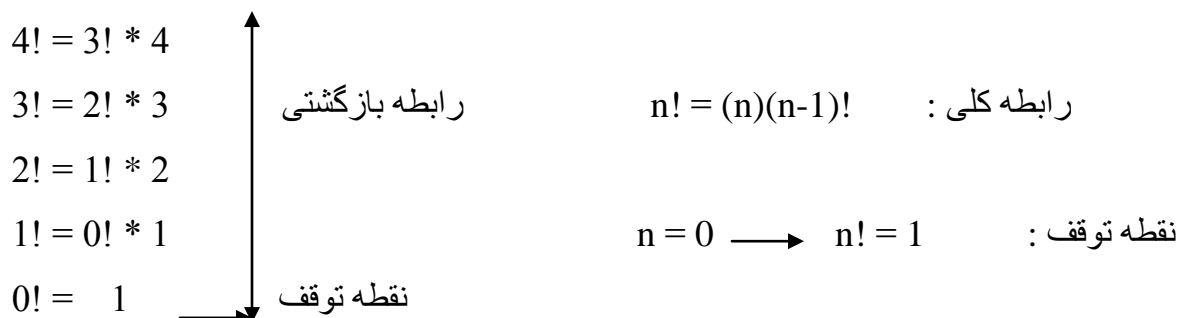 4! = 3! * 4
3! = 2! * 3 رابطه بازگشتی n! = (n)(n-1)! رابطه کلی :
2! = 1! * 2
1! = 0! * 1 n = 0 → n! = 1 نقطه توقف :
0! = 1 → نقطه توقف